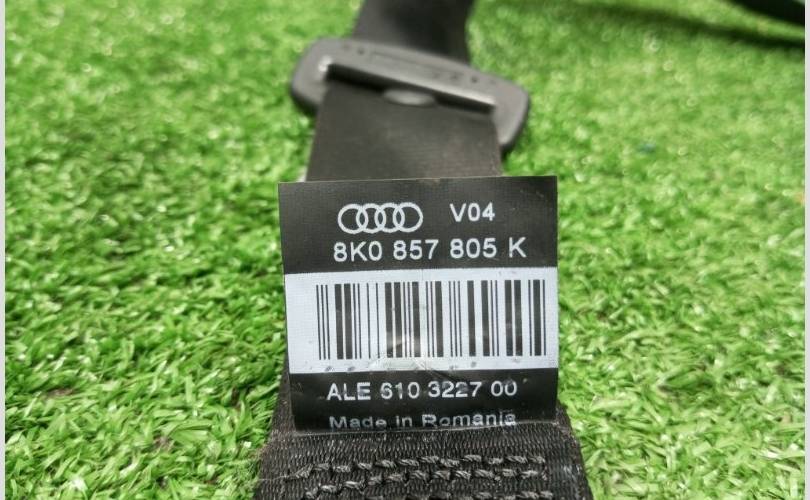 V04
8K0 857 805 K
ALE 610 3227 00
Made in Romania